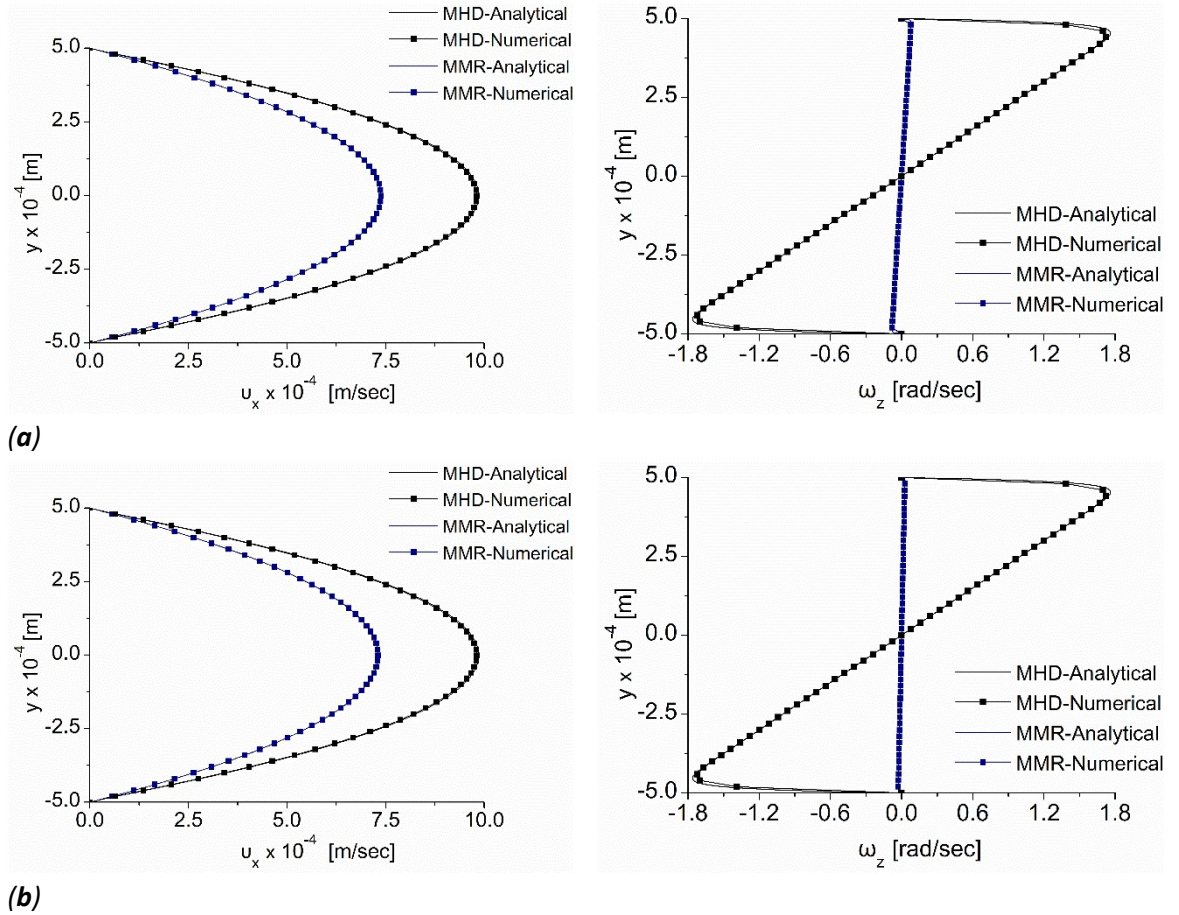 MHD-Analytical
MHD-Numerical
MMR-Analytical
MMR-Numerical
5.0
2.5
0.0
-2.5
-5.0
y x 10⁻⁴ [m]
0.0 2.5 5.0 7.5 10.0
υₓ x 10⁻⁴ [m/sec]
5.0
2.5
0.0
-2.5
-5.0
y x 10⁻⁴ [m]
MHD-Analytical
MHD-Numerical
MMR-Analytical
MMR-Numerical
-1.8 -1.2 -0.6 0.0 0.6 1.2 1.8
ω_z [rad/sec]
(a)
MHD-Analytical
MHD-Numerical
MMR-Analytical
MMR-Numerical
5.0
2.5
0.0
-2.5
-5.0
y x 10⁻⁴ [m]
0.0 2.5 5.0 7.5 10.0
υₓ x 10⁻⁴ [m/sec]
5.0
2.5
0.0
-2.5
-5.0
y x 10⁻⁴ [m]
MHD-Analytical
MHD-Numerical
MMR-Analytical
MMR-Numerical
-1.8 -1.2 -0.6 0.0 0.6 1.2 1.8
ω_z [rad/sec]
(b)